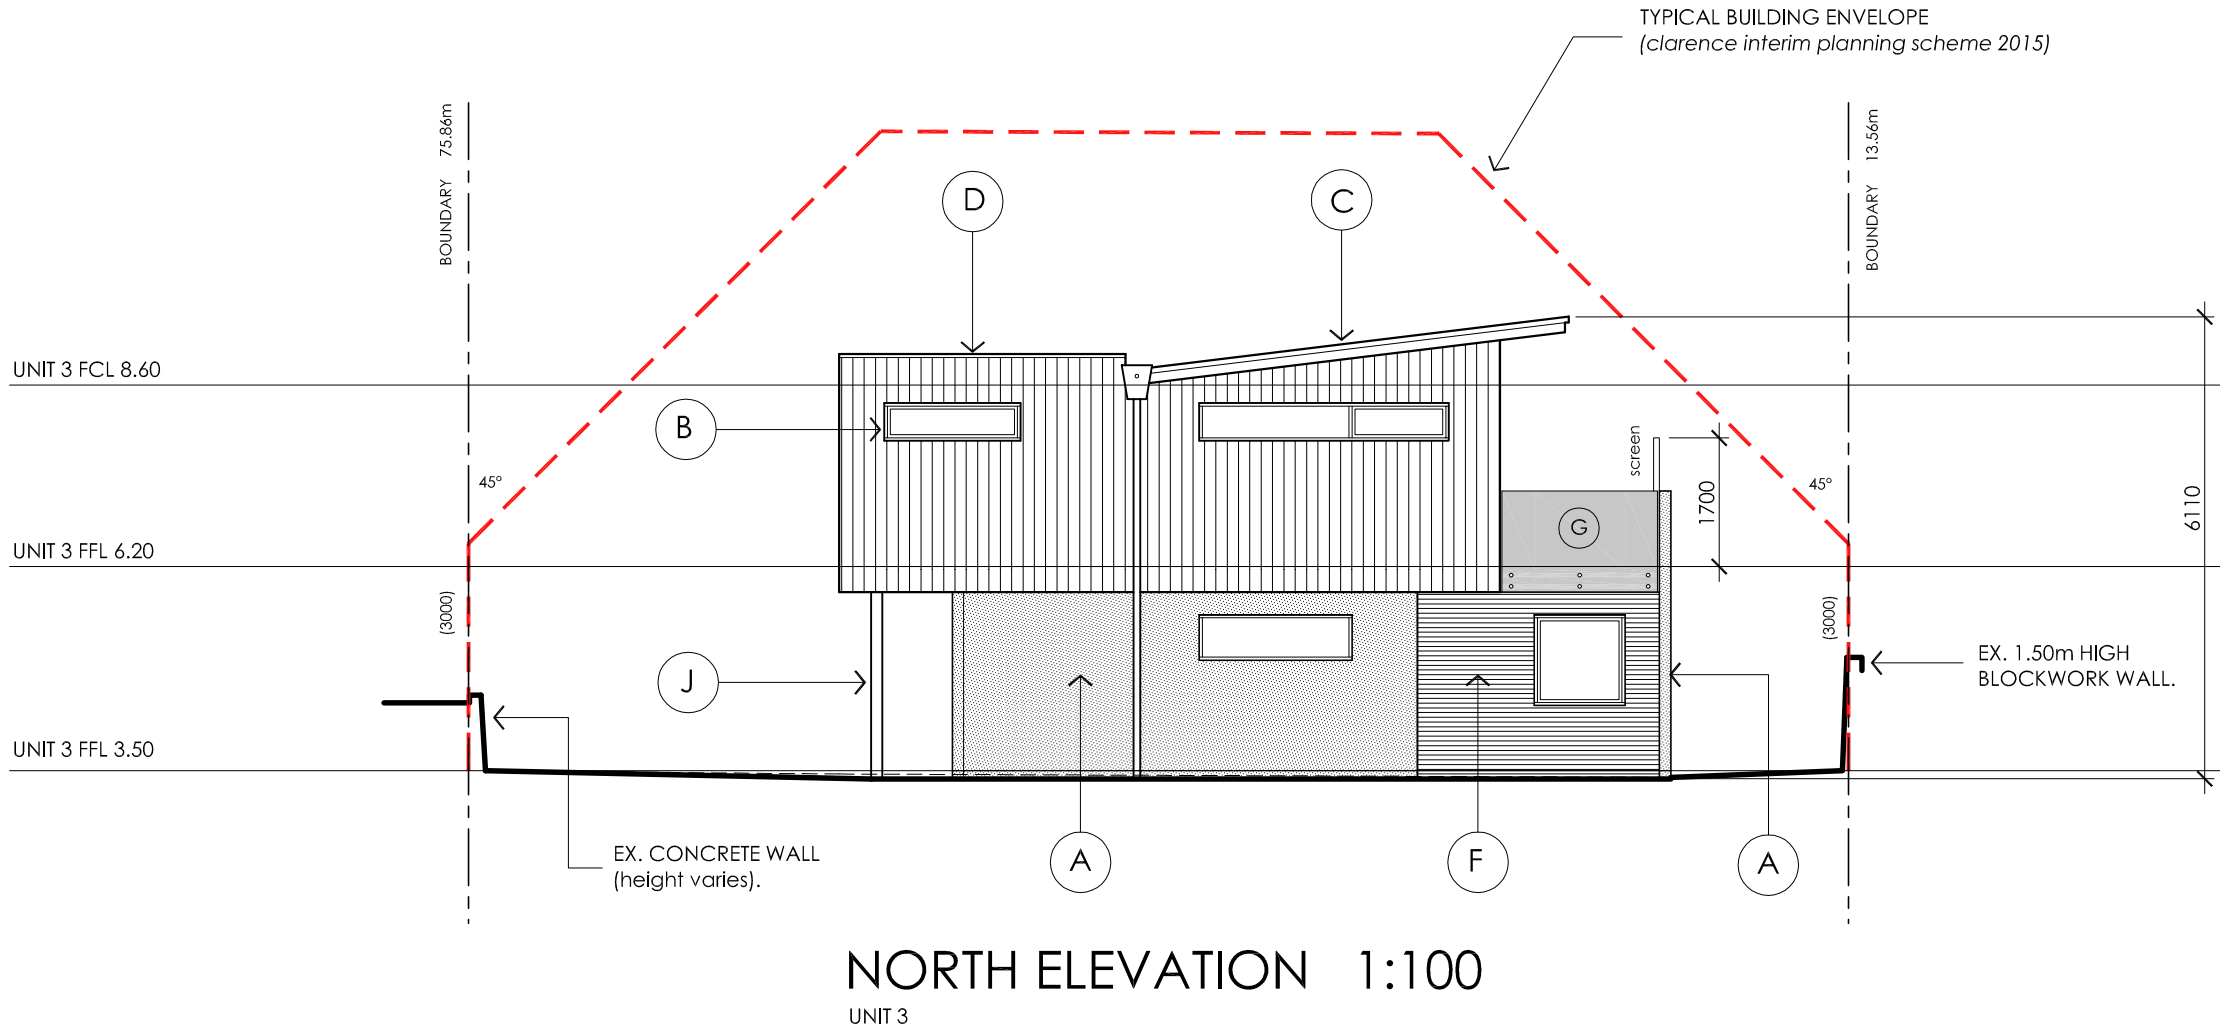 TYPICAL BUILDING ENVELOPE
(clarence interim planning scheme 2015)
BOUNDARY 75.86m
BOUNDARY 13.56m
D
C
UNIT 3 FCL 8.60
B
screen
45°
45°
1700
6110
G
UNIT 3 FFL 6.20
(3000)
(3000)
EX. 1.50m HIGH
BLOCKWORK WALL.
J
UNIT 3 FFL 3.50
EX. CONCRETE WALL
(height varies).
A
F
A
NORTH ELEVATION 1:100
UNIT 3